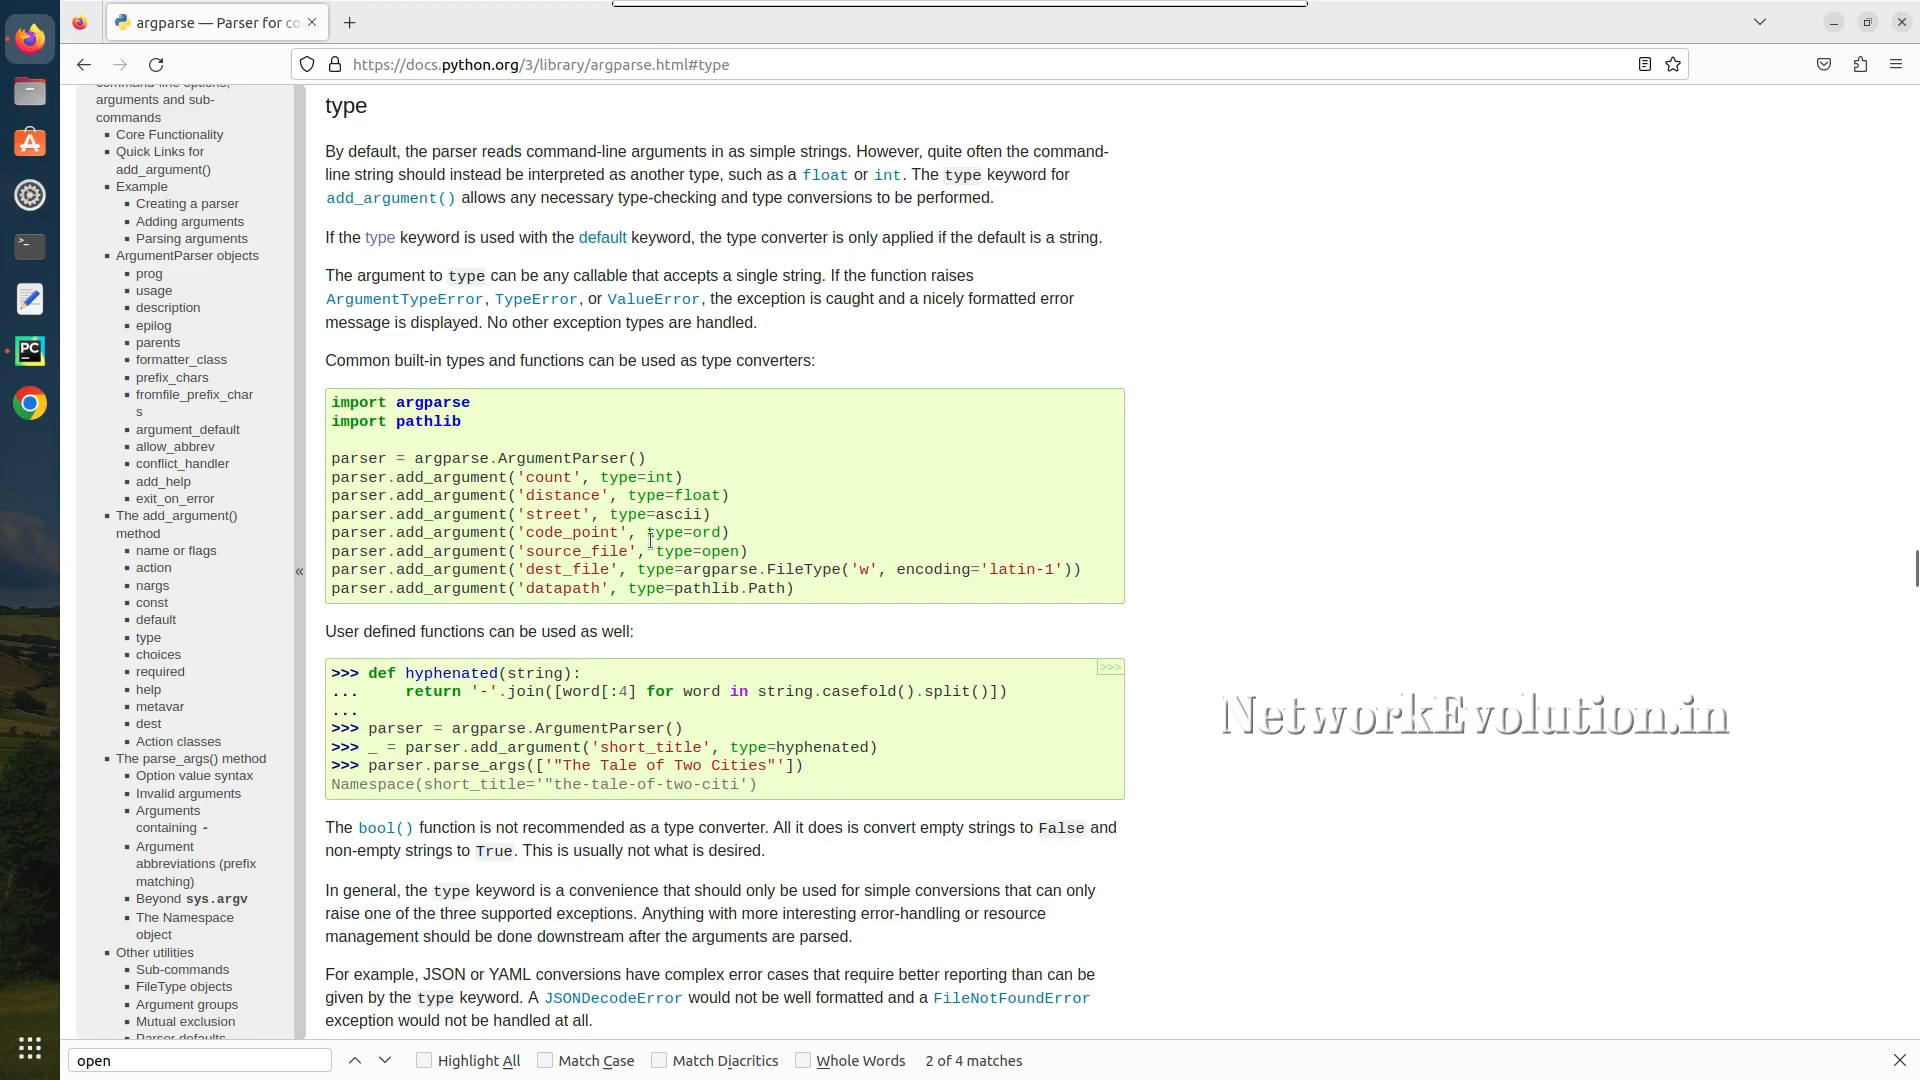 argparse — Parser for co
https://docs.python.org/3/library/argparse.html#type
arguments and sub-
commands
Core Functionality
Quick Links for
add_argument()
Example
Creating a parser
Adding arguments
Parsing arguments
ArgumentParser objects
prog
usage
description
epilog
parents
formatter_class
prefix_chars
fromfile_prefix_char
s
argument_default
allow_abbrev
conflict_handler
add_help
exit_on_error
The add_argument()
method
name or flags
action
nargs
const
default
type
choices
required
help
metavar
dest
Action classes
The parse_args() method
Option value syntax
Invalid arguments
Arguments
containing -
Argument
abbreviations (prefix
matching)
Beyond sys.argv
The Namespace
object
Other utilities
Sub-commands
FileType objects
Argument groups
Mutual exclusion
Parser defaults
«
type
By default, the parser reads command-line arguments in as simple strings. However, quite often the command-
line string should instead be interpreted as another type, such as a float or int. The type keyword for
add_argument() allows any necessary type-checking and type conversions to be performed.
If the type keyword is used with the default keyword, the type converter is only applied if the default is a string.
The argument to type can be any callable that accepts a single string. If the function raises
ArgumentTypeError, TypeError, or ValueError, the exception is caught and a nicely formatted error
message is displayed. No other exception types are handled.
Common built-in types and functions can be used as type converters:
import argparse
import pathlib
parser = argparse.ArgumentParser()
parser.add_argument('count', type=int)
parser.add_argument('distance', type=float)
parser.add_argument('street', type=ascii)
parser.add_argument('code_point', type=ord)
parser.add_argument('source_file', type=open)
parser.add_argument('dest_file', type=argparse.FileType('w', encoding='latin-1'))
parser.add_argument('datapath', type=pathlib.Path)
User defined functions can be used as well:
>>>
>>> def hyphenated(string):
...     return '-'.join([word[:4] for word in string.casefold().split()])
...
>>> parser = argparse.ArgumentParser()
>>> _ = parser.add_argument('short_title', type=hyphenated)
>>> parser.parse_args(['"The Tale of Two Cities"'])
Namespace(short_title='"the-tale-of-two-citi')
The bool() function is not recommended as a type converter. All it does is convert empty strings to False and
non-empty strings to True. This is usually not what is desired.
In general, the type keyword is a convenience that should only be used for simple conversions that can only
raise one of the three supported exceptions. Anything with more interesting error-handling or resource
management should be done downstream after the arguments are parsed.
For example, JSON or YAML conversions have complex error cases that require better reporting than can be
given by the type keyword. A JSONDecodeError would not be well formatted and a FileNotFoundError
exception would not be handled at all.
NetworkEvolution.in
open
Highlight All
Match Case
Match Diacritics
Whole Words
2 of 4 matches